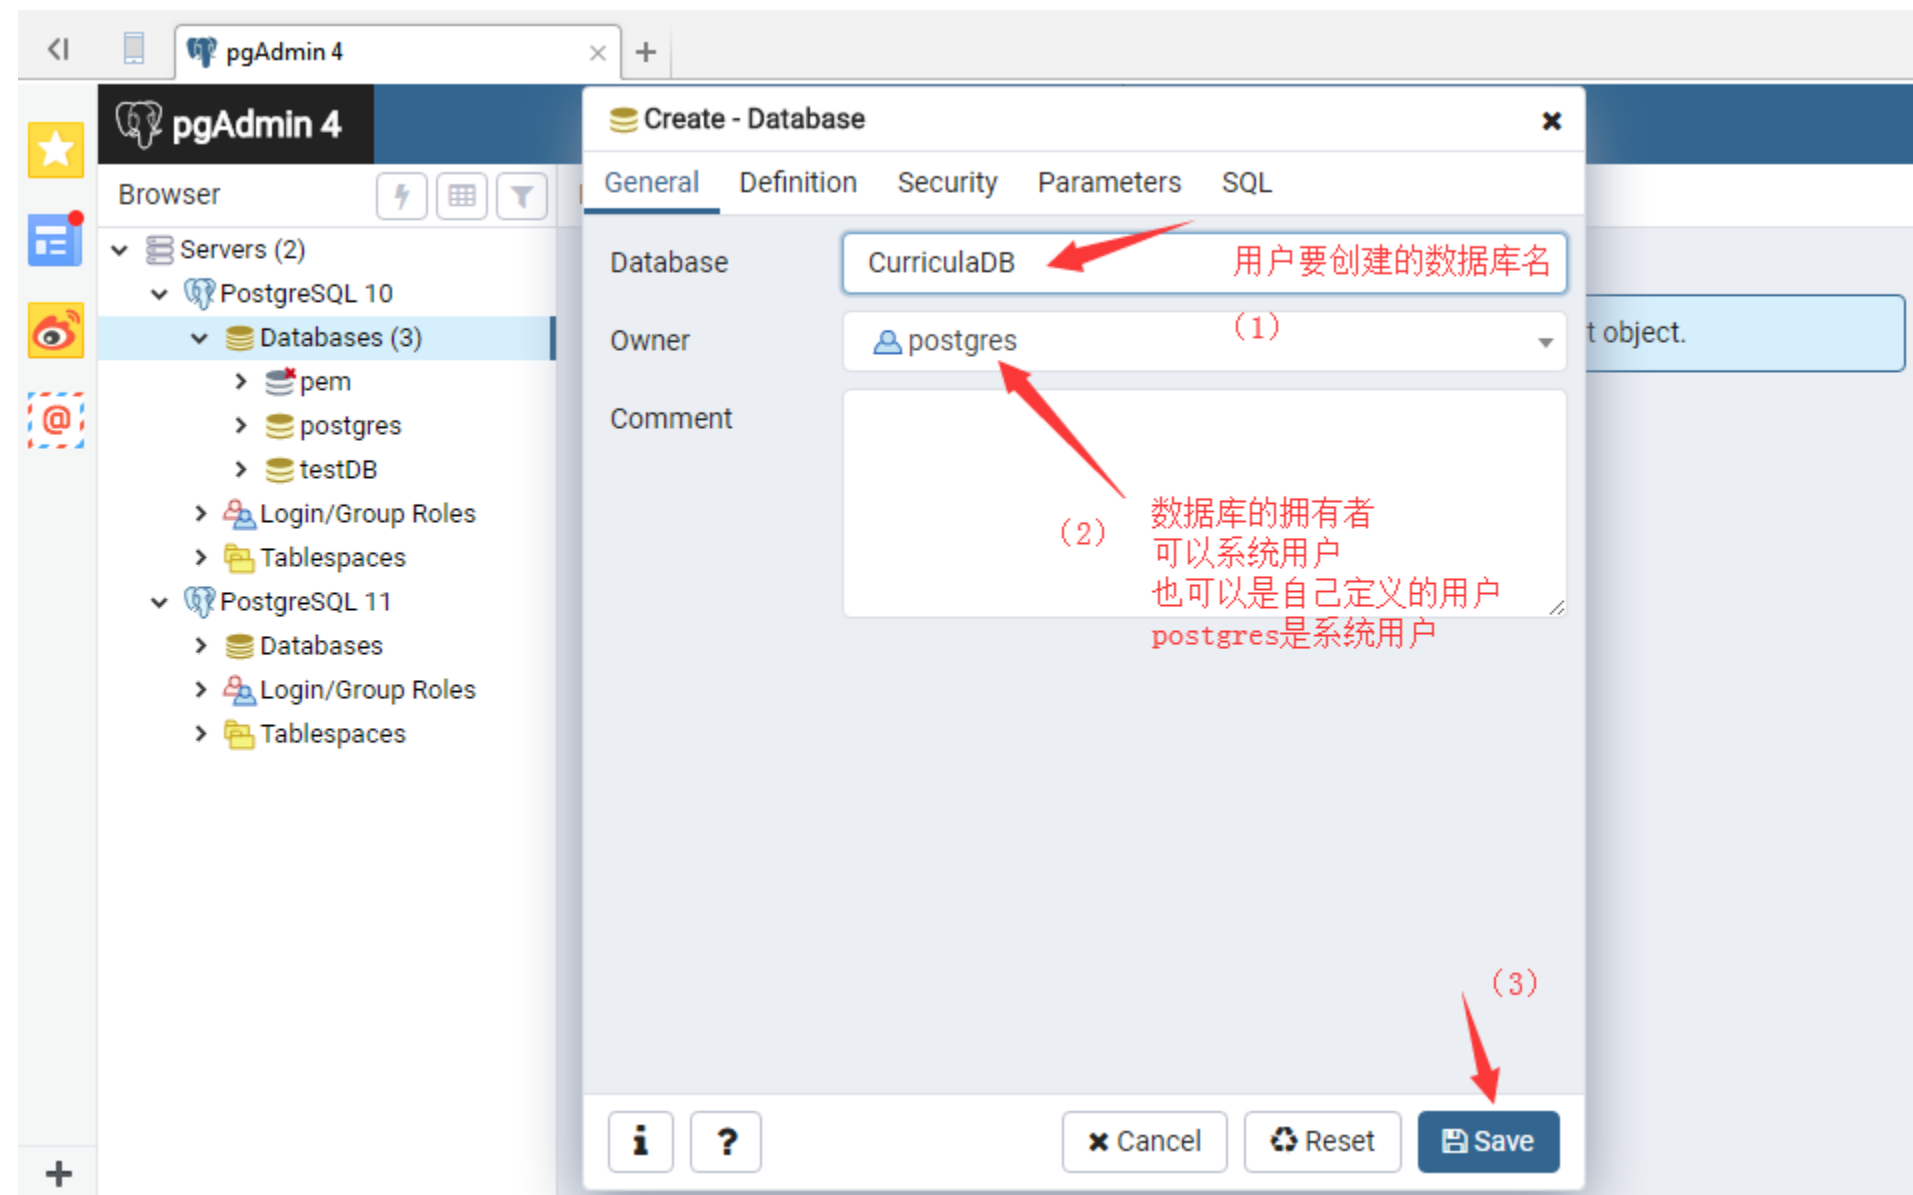 pgAdmin 4
pgAdmin 4
Browser
Servers (2)
PostgreSQL 10
Databases (3)
pem
postgres
testDB
Login/Group Roles
Tablespaces
PostgreSQL 11
Databases
Login/Group Roles
Tablespaces
Create - Database
General Definition Security Parameters SQL
Database CurriculaDB 用户要创建的数据库名
Owner postgres (1)
Comment
(2)
数据库的拥有者
可以系统用户
也可以是自己定义的用户
postgres是系统用户
(3)
i ? Cancel Reset Save
t object.